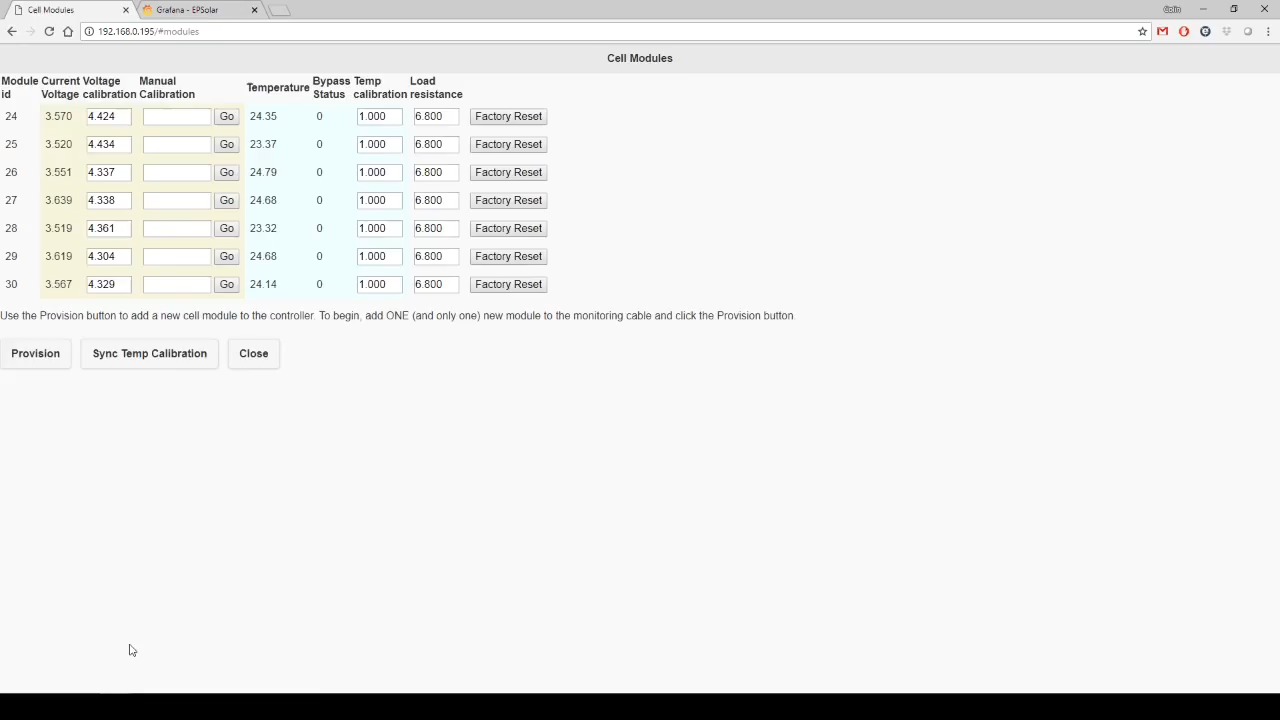 Cell Modules
Grafana - EPSolar
Colin
192.168.0.195/#modules
Cell Modules
Module id Current Voltage Voltage calibration Manual Calibration Temperature Bypass Status Temp calibration Load resistance
24 3.570 4.424 Go 24.35 0 1.000 6.800 Factory Reset
25 3.520 4.434 Go 23.37 0 1.000 6.800 Factory Reset
26 3.551 4.337 Go 24.79 0 1.000 6.800 Factory Reset
27 3.639 4.338 Go 24.68 0 1.000 6.800 Factory Reset
28 3.519 4.361 Go 23.32 0 1.000 6.800 Factory Reset
29 3.619 4.304 Go 24.68 0 1.000 6.800 Factory Reset
30 3.567 4.329 Go 24.14 0 1.000 6.800 Factory Reset
Use the Provision button to add a new cell module to the controller. To begin, add ONE (and only one) new module to the monitoring cable and click the Provision button.
Provision Sync Temp Calibration Close